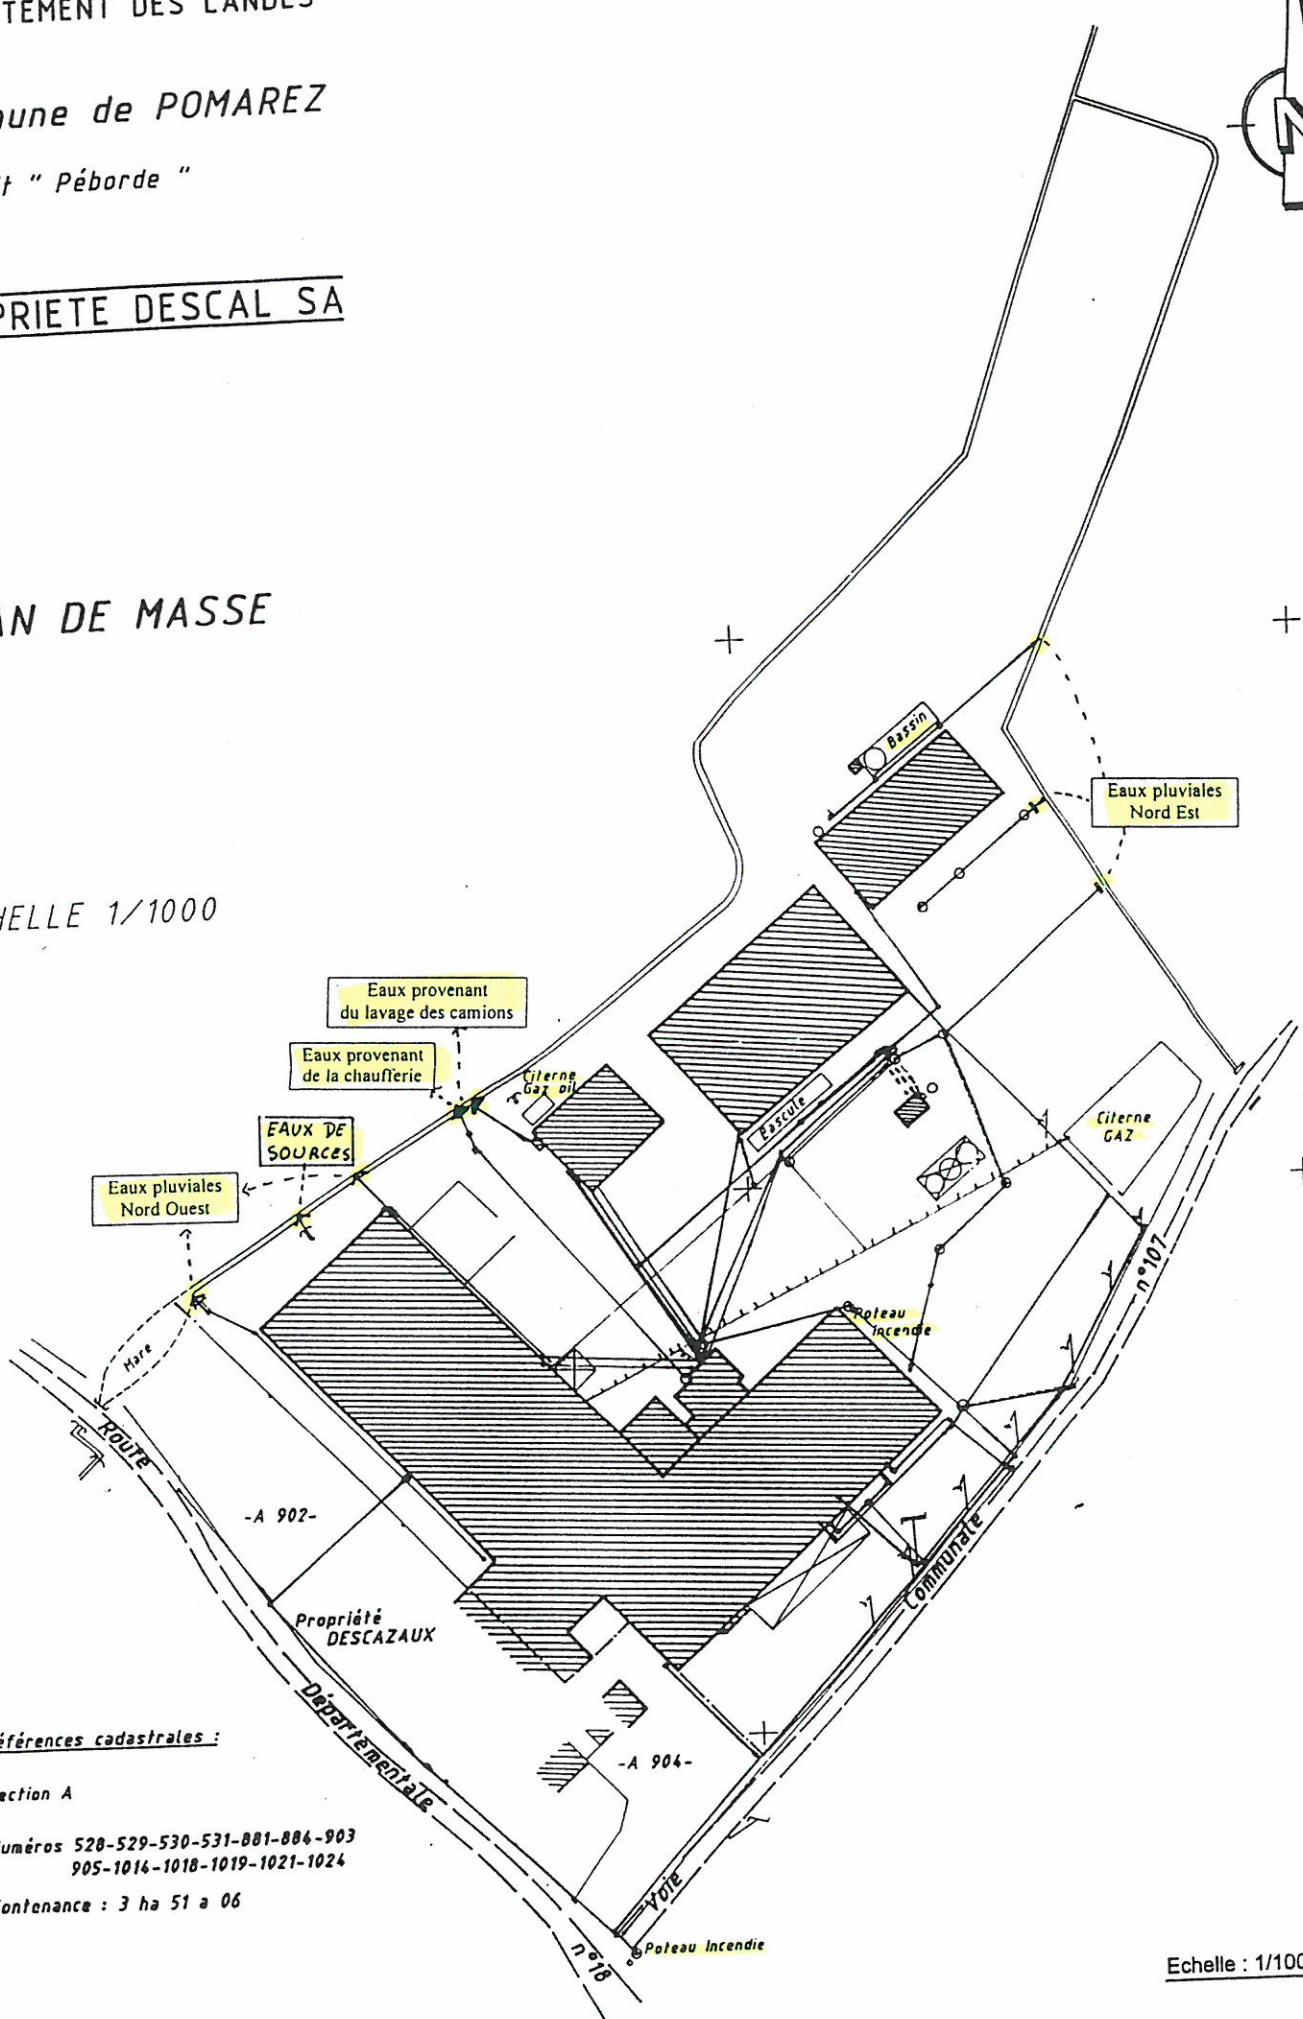 TEMENT DES LANDES
une de POMAREZ
" Péborde "
N
PRIETE DESCAL SA
N DE MASSE
Bassin
Eaux pluviales
Nord Est
HELLE 1/1000
Eaux provenant
du lavage des camions
Eaux provenant
de la chaufferie
Citerne
Gaz oil
Bascule
Citerne
GAZ
EAUX DE
SOURCES
Eaux pluviales
Nord Ouest
n°107
Poteau
incendie
Mare
Route
-A 902-
Communale
Propriété
DESCAZAUX
Départementale
-A 904-
éférences cadastrales :
ection A
uméros 528-529-530-531-881-884-903
905-1014-1018-1019-1021-1024
ontenance : 3 ha 51 a 06
Voie
n°18
Poteau Incendie
Echelle : 1/100